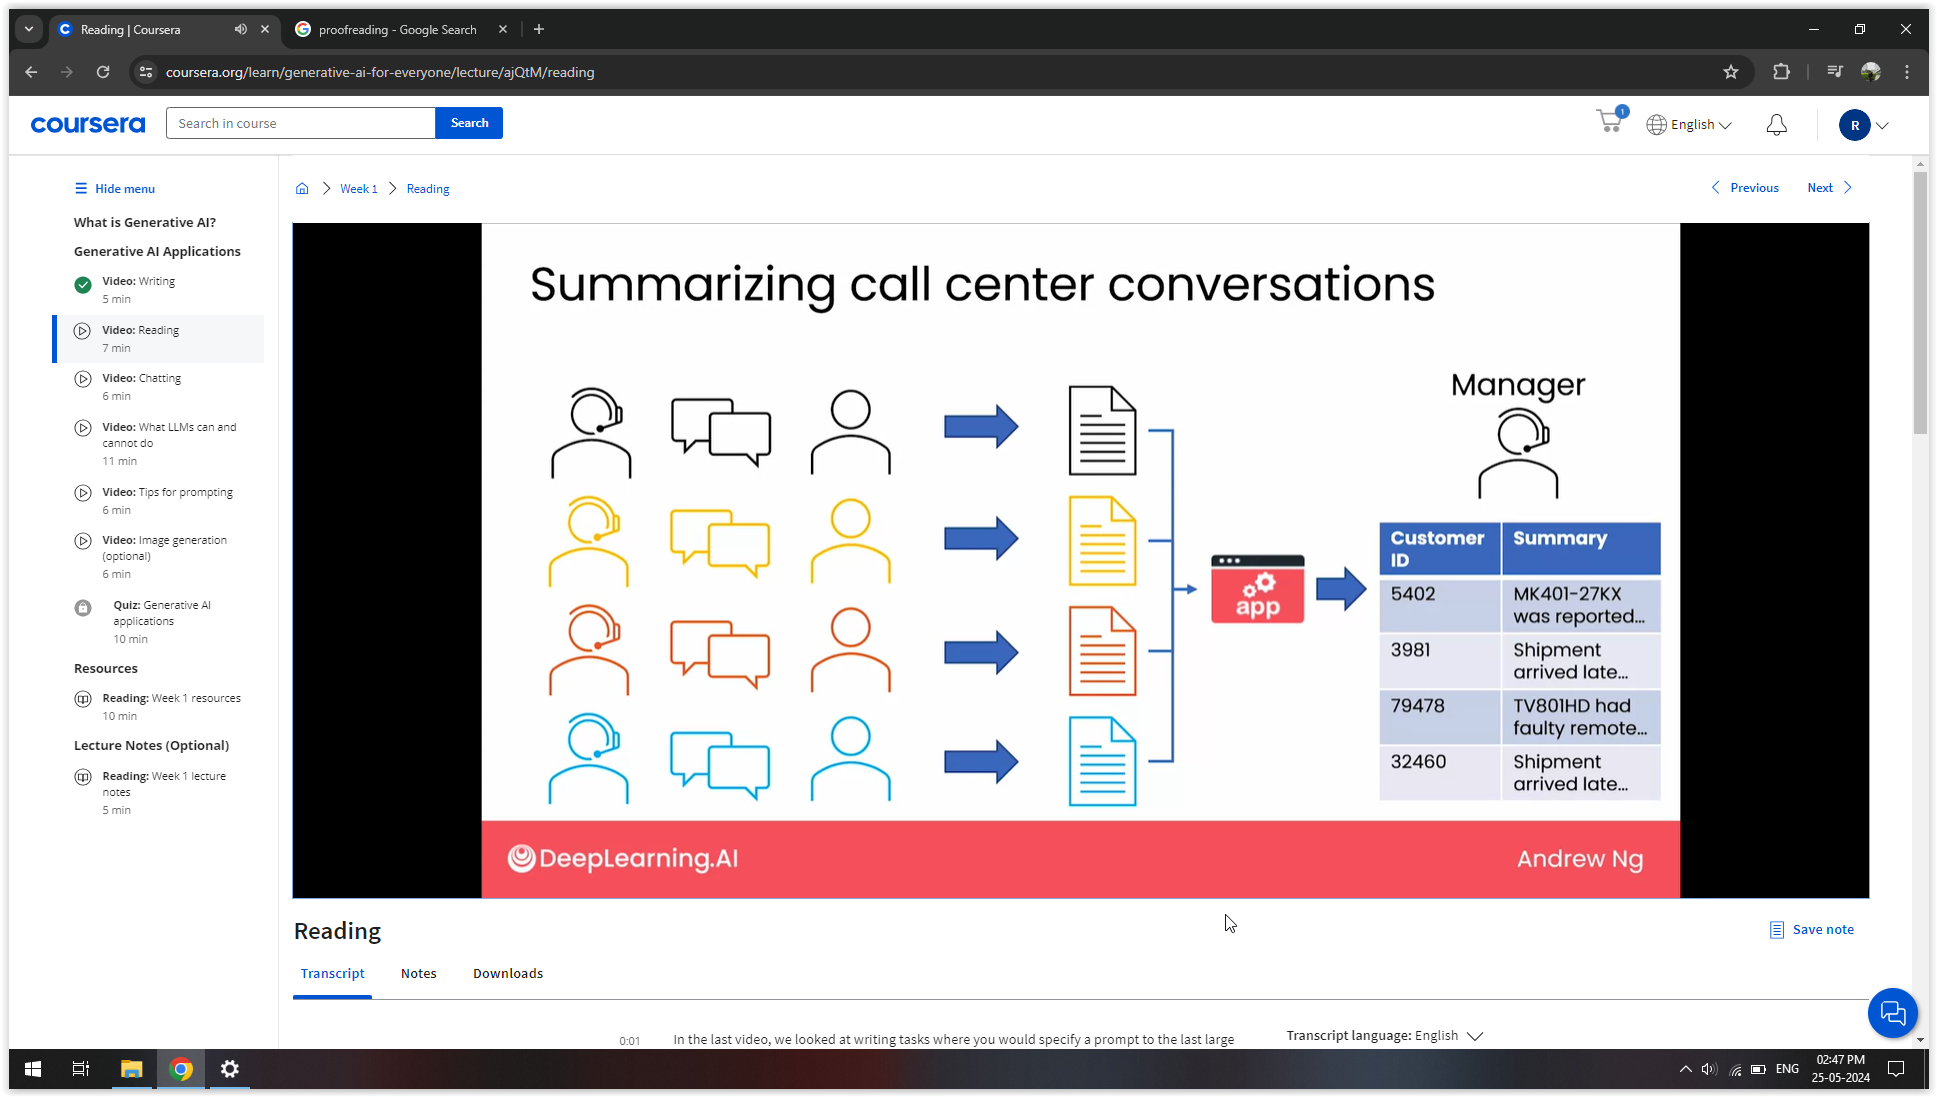 Reading | Coursera
proofreading - Google Search
coursera.org/learn/generative-ai-for-everyone/lecture/ajQtM/reading
coursera
Search in course
Search
1
English
R
Hide menu
What is Generative AI?
Generative AI Applications
Video: Writing
5 min
Video: Reading
7 min
Video: Chatting
6 min
Video: What LLMs can and
cannot do
11 min
Video: Tips for prompting
6 min
Video: Image generation
(optional)
6 min
Quiz: Generative AI
applications
10 min
Resources
Reading: Week 1 resources
10 min
Lecture Notes (Optional)
Reading: Week 1 lecture
notes
5 min
Week 1
Reading
Previous
Next
Summarizing call center conversations
Manager
app
Customer ID Summary
5402 MK401-27KX was reported...
3981 Shipment arrived late...
79478 TV801HD had faulty remote...
32460 Shipment arrived late...
DeepLearning.AI
Andrew Ng
Reading
Save note
Transcript
Notes
Downloads
0:01
In the last video, we looked at writing tasks where you would specify a prompt to the last large
Transcript language: English
ENG
02:47 PM
25-05-2024